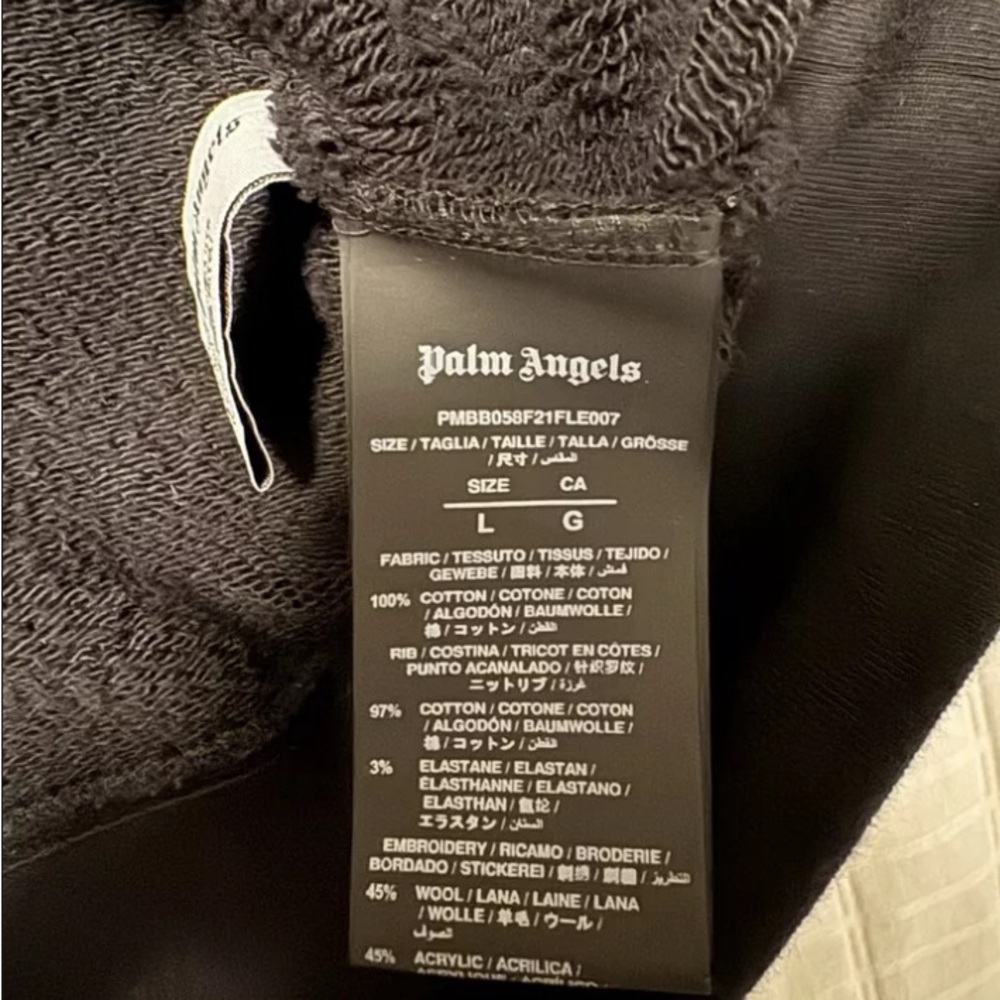 Angels
Palm Angels
PMBB058F21FLE007
SIZE / TAGLIA / TAILLE / TALLA / GRÖSSE
/ 尺寸 / المقاس
SIZE CA
L G
FABRIC / TESSUTO / TISSUS / TEJIDO /
GEWEBE / 面料 / 本体 / قماش
100% COTTON / COTONE / COTON
/ ALGODÓN / BAUMWOLLE /
棉 / コットン / القطن
RIB / COSTINA / TRICOT EN CÔTES /
PUNTO ACANALADO / 针织罗纹 /
ニットリブ / غرزة
97% COTTON / COTONE / COTON
/ ALGODÓN / BAUMWOLLE /
棉 / コットン / القطن
3% ELASTANE / ELASTAN /
ÉLASTHANNE / ELASTANO /
ELASTHAN / 氨纶 /
エラスタン / الستان
EMBROIDERY / RICAMO / BRODERIE /
BORDADO / STICKEREI / 刺绣 / 刺繍 / التطريز
45% WOOL / LANA / LAINE / LANA
/ WOLLE / 羊毛 / ウール /
الصوف
45% ACRYLIC / ACRILICA /